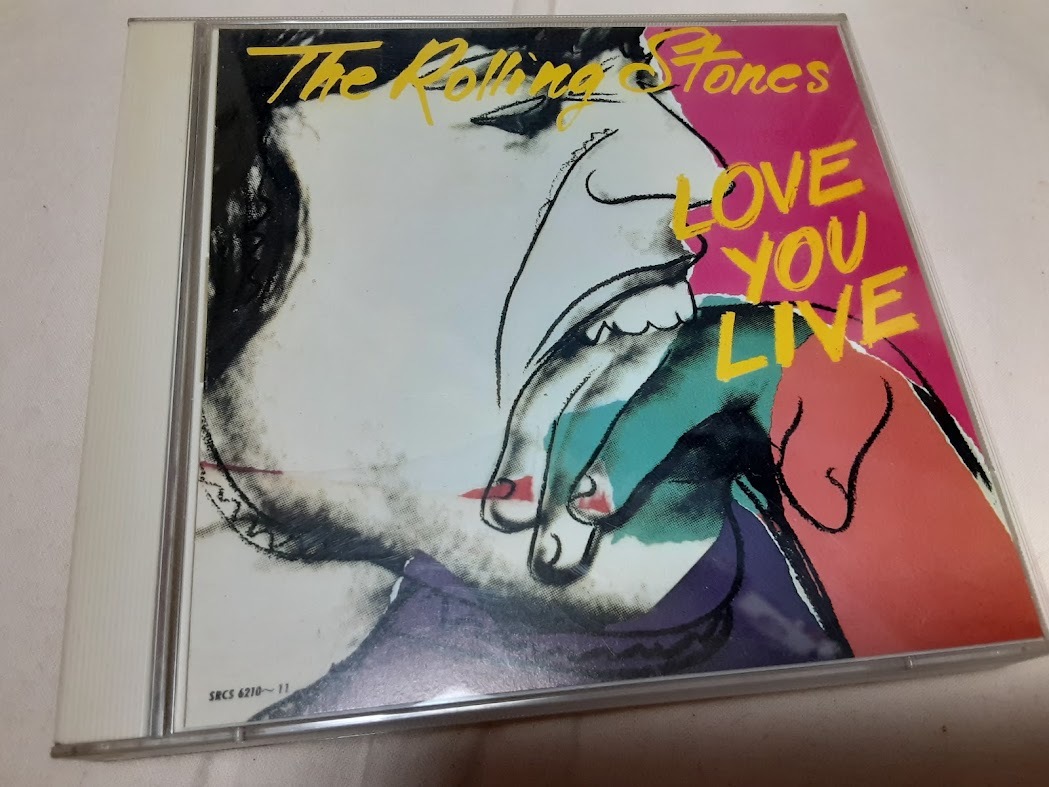 The Rolling Stones
LOVE
YOU
LIVE
SRCS 6210~11